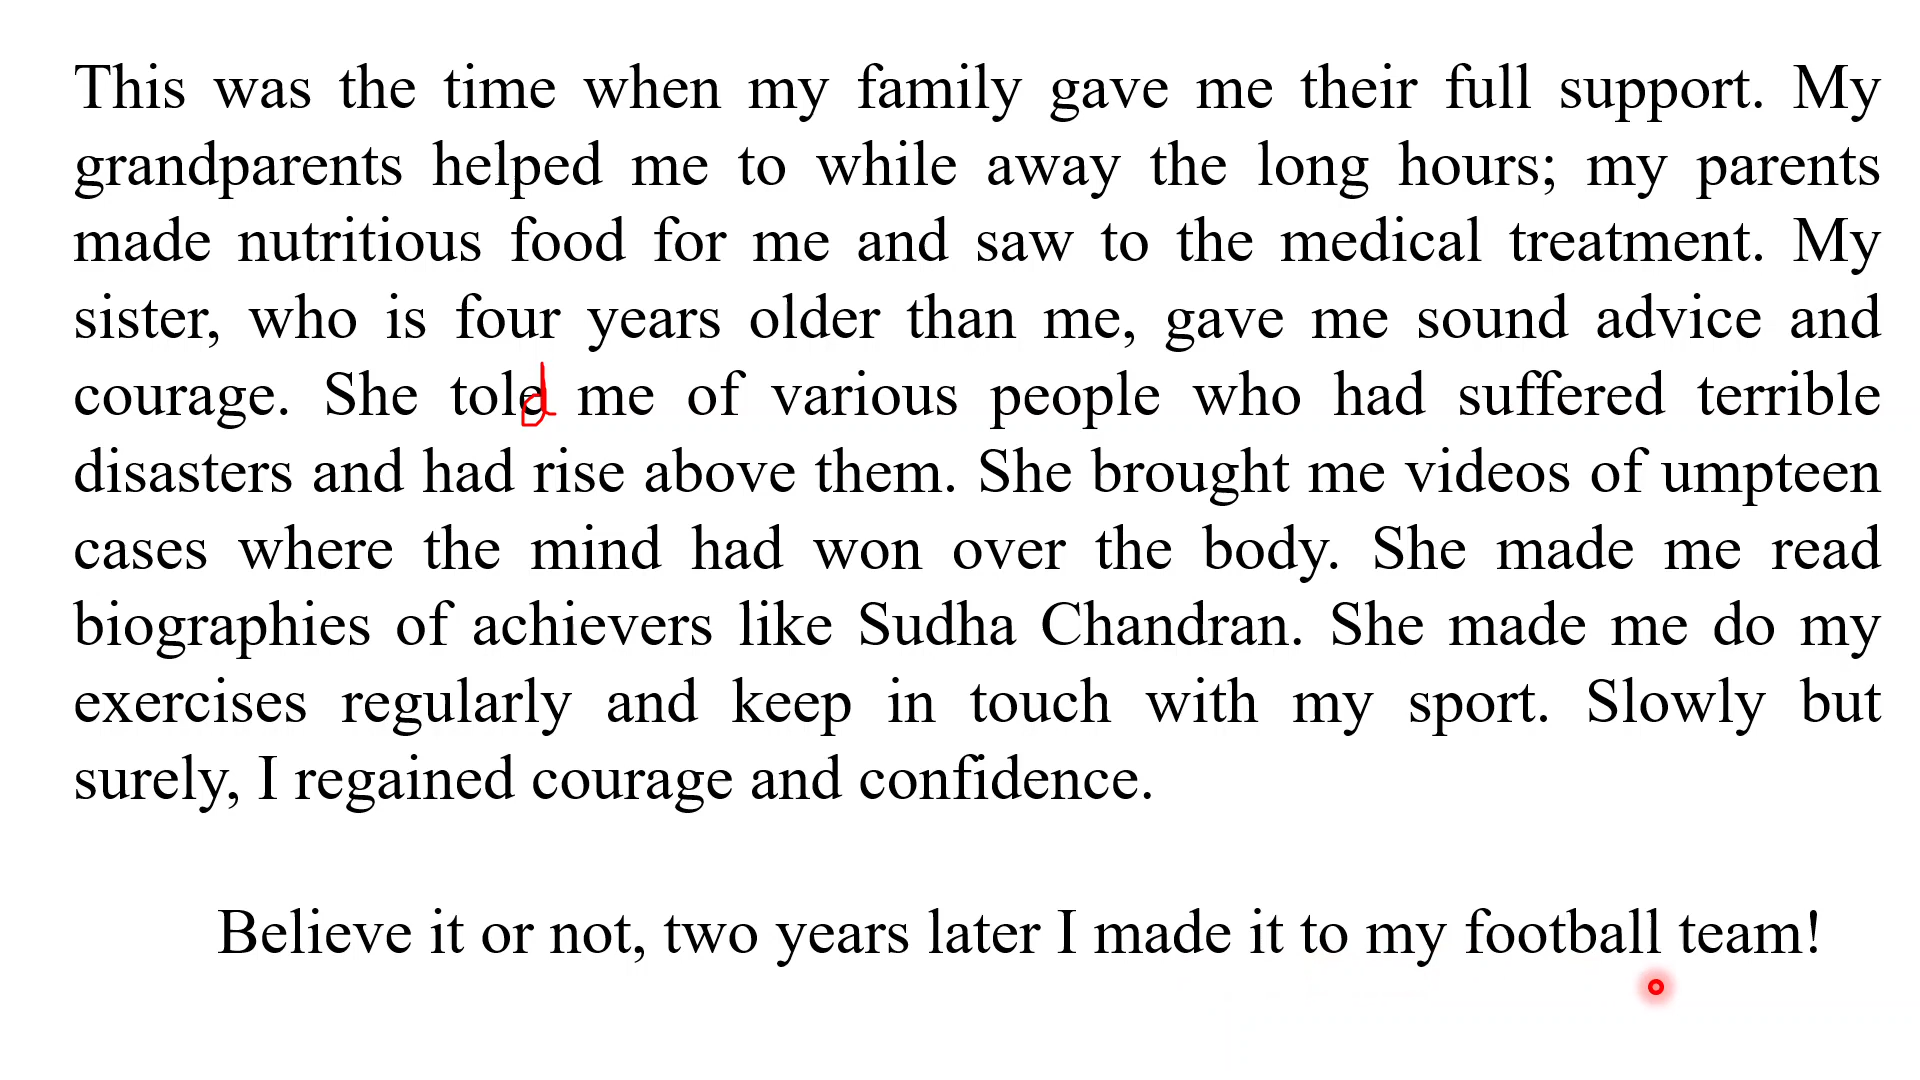 This was the time when my family gave me their full support. My
grandparents helped me to while away the long hours; my parents
made nutritious food for me and saw to the medical treatment. My
sister, who is four years older than me, gave me sound advice and
courage. She told me of various people who had suffered terrible
disasters and had rise above them. She brought me videos of umpteen
cases where the mind had won over the body. She made me read
biographies of achievers like Sudha Chandran. She made me do my
exercises regularly and keep in touch with my sport. Slowly but
surely, I regained courage and confidence.
Believe it or not, two years later I made it to my football team!